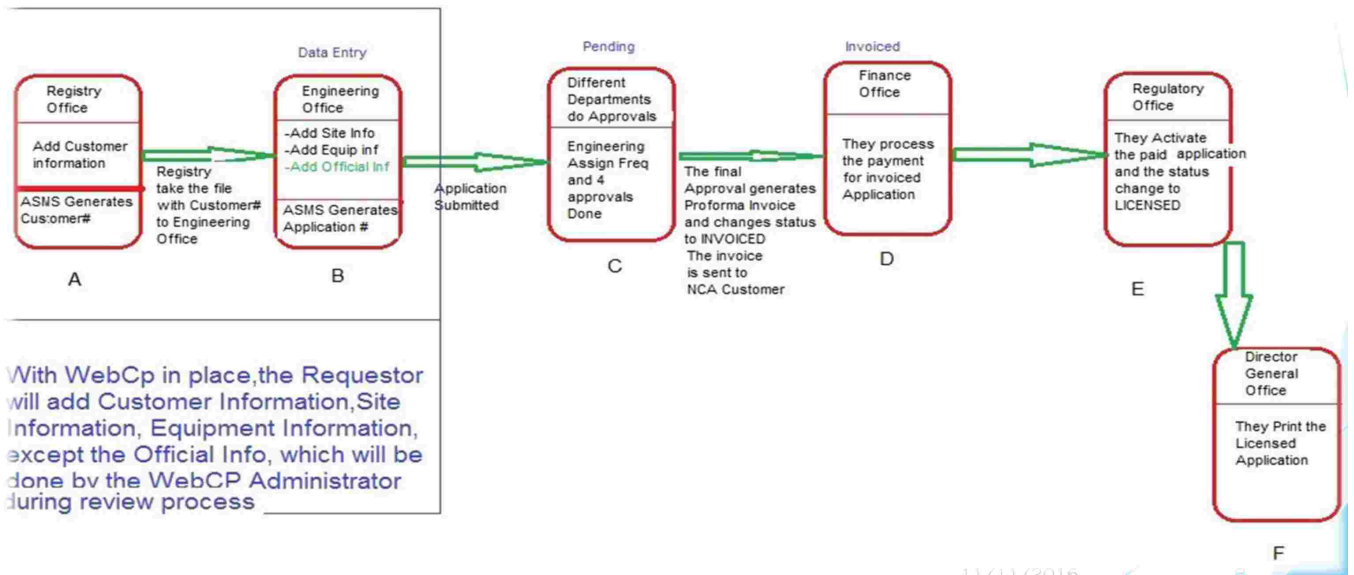 Data Entry
Pending
Invoiced
Registry
Office
Add Customer
information
ASMS Generates
Customer#
A
Registry
take the file
with Customer#
to Engineering
Office
Engineering
Office
-Add Site Info
-Add Equip inf
-Add Official Inf
ASMS Generates
Application #
B
Application
Submitted
Different
Departments
do Approvals
Engineering
Assign Freq
and 4
approvals
Done
C
The final
Approval generates
Proforma Invoice
and changes status
to INVOICED
The invoice
is sent to
NCA Customer
Finance
Office
They process
the payment
for invoiced
Application
D
Regulatory
Office
They Activate
the paid application
and the status
change to
LICENSED
E
Director
General
Office
They Print the
Licensed
Application
F
With WebCp in place,the Requestor
will add Customer Information,Site
Information, Equipment Information,
except the Official Info, which will be
done by the WebCP Administrator
during review process
11/11/2016